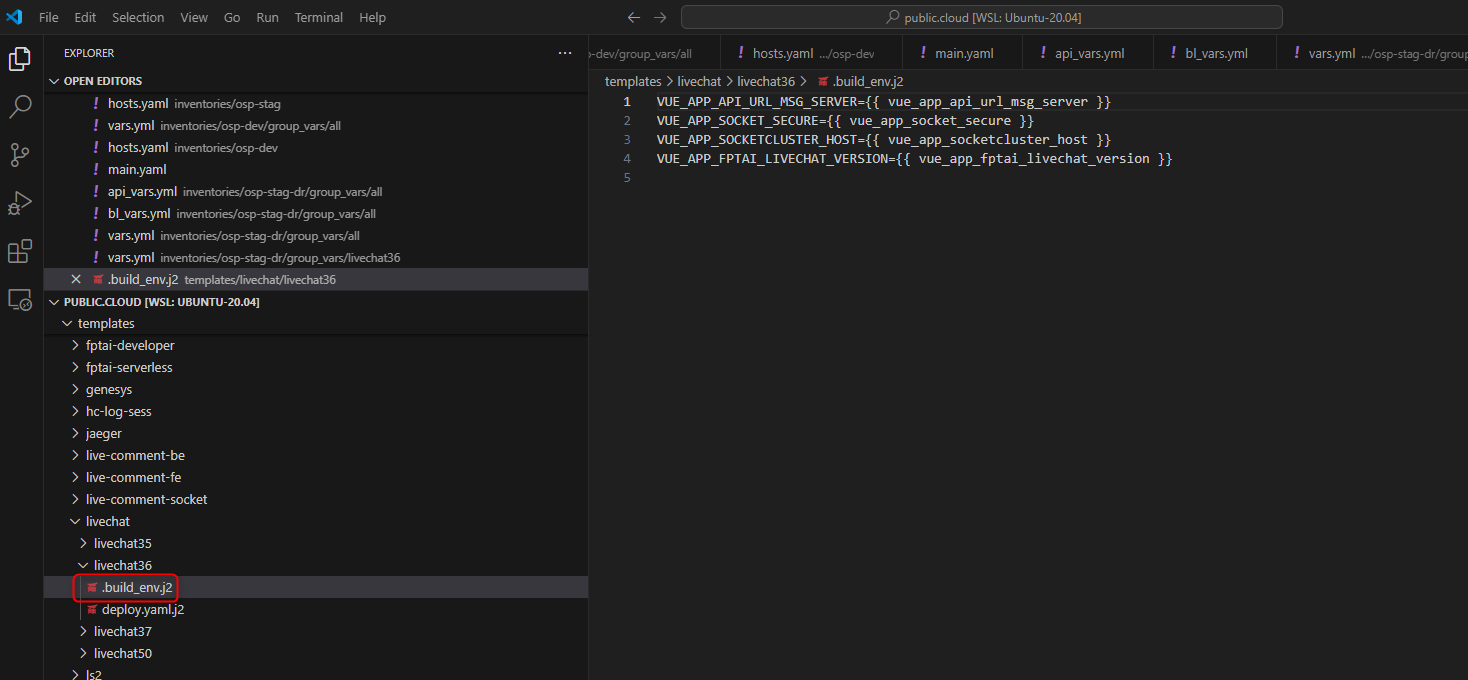 File Edit Selection View Go Run Terminal Help
public.cloud [WSL: Ubuntu-20.04]
EXPLORER
OPEN EDITORS
! hosts.yaml inventories/osp-stag
! vars.yml inventories/osp-dev/group_vars/all
! hosts.yaml inventories/osp-dev
! main.yaml
! api_vars.yml inventories/osp-stag-dr/group_vars/all
! bl_vars.yml inventories/osp-stag-dr/group_vars/all
! vars.yml inventories/osp-stag-dr/group_vars/all
! vars.yml inventories/osp-stag-dr/group_vars/livechat36
.build_env.j2 templates/livechat/livechat36
PUBLIC.CLOUD [WSL: UBUNTU-20.04]
templates
fptai-developer
fptai-serverless
genesys
hc-log-sess
jaeger
live-comment-be
live-comment-fe
live-comment-socket
livechat
livechat35
livechat36
.build_env.j2
deploy.yaml.j2
livechat37
livechat50
ls2
-dev/group_vars/all ! hosts.yaml .../osp-dev ! main.yaml ! api_vars.yml ! bl_vars.yml ! vars.yml .../osp-stag-dr/group
templates > livechat > livechat36 > .build_env.j2
1 VUE_APP_API_URL_MSG_SERVER={{ vue_app_api_url_msg_server }}
2 VUE_APP_SOCKET_SECURE={{ vue_app_socket_secure }}
3 VUE_APP_SOCKETCLUSTER_HOST={{ vue_app_socketcluster_host }}
4 VUE_APP_FPTAI_LIVECHAT_VERSION={{ vue_app_fptai_livechat_version }}
5